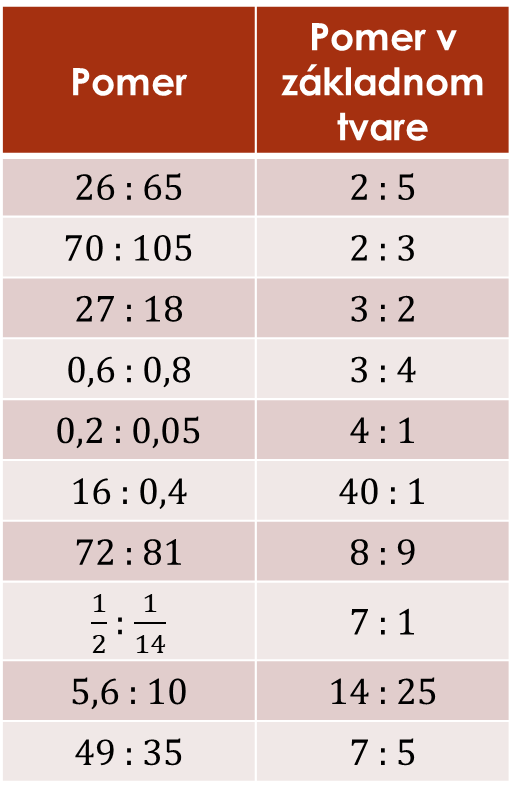 Pomer
Pomer v
základnom
tvare
26 : 65 2 : 5
70 : 105 2 : 3
27 : 18 3 : 2
0,6 : 0,8 3 : 4
0,2 : 0,05 4 : 1
16 : 0,4 40 : 1
72 : 81 8 : 9
1/2 : 1/14 7 : 1
5,6 : 10 14 : 25
49 : 35 7 : 5